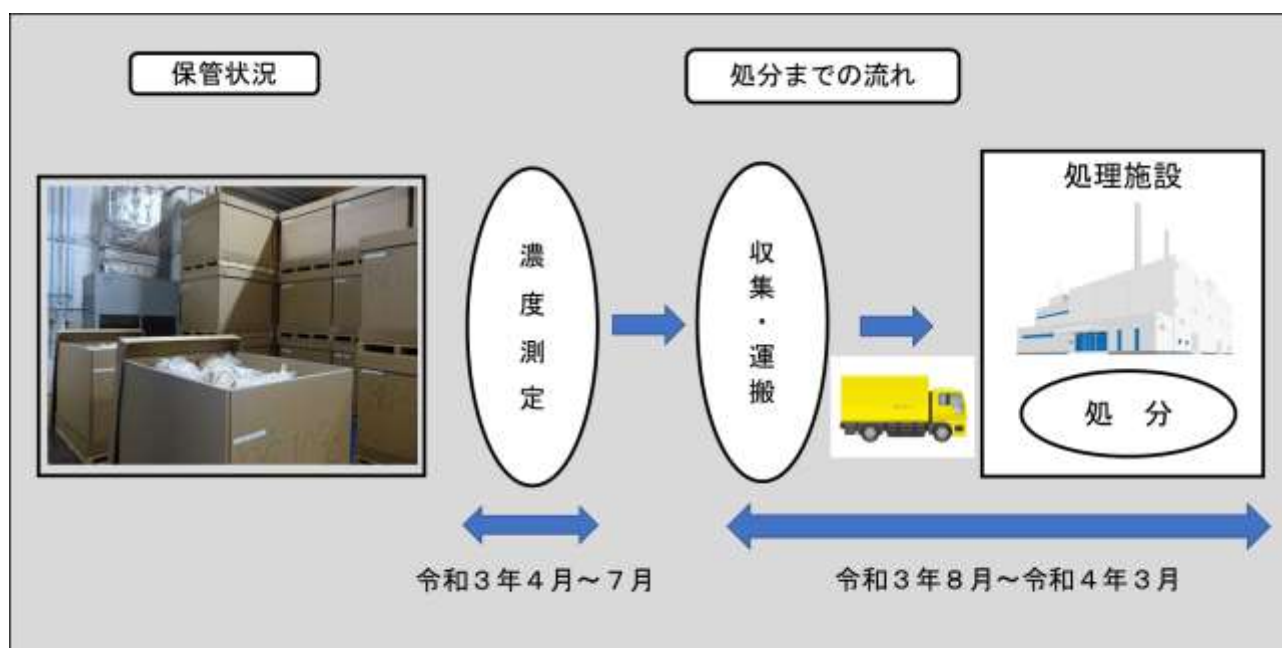 保管状況
処分までの流れ
濃度測定
収集・運搬
処理施設
処　分
令和３年４月～７月
令和３年８月～令和４年３月